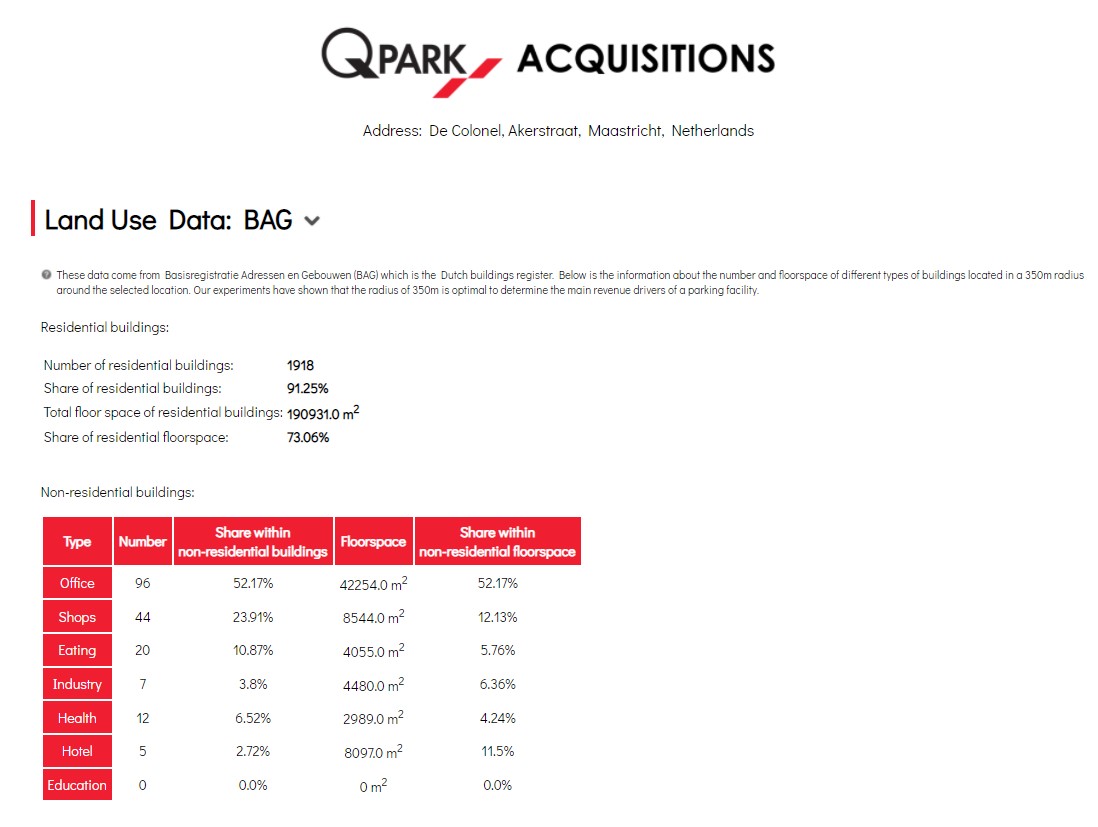 QPARK ACQUISITIONS
Address: De Colonel, Akerstraat, Maastricht, Netherlands
Land Use Data: BAG
These data come from Basisregistratie Adressen en Gebouwen (BAG) which is the Dutch buildings register. Below is the information about the number and floorspace of different types of buildings located in a 350m radius
around the selected location. Our experiments have shown that the radius of 350m is optimal to determine the main revenue drivers of a parking facility.
Residential buildings:
Number of residential buildings: 1918
Share of residential buildings: 91.25%
Total floor space of residential buildings: 190931.0 m²
Share of residential floorspace: 73.06%
Non-residential buildings:
Type Number Share within non-residential buildings Floorspace Share within non-residential floorspace
Office 96 52.17% 42254.0 m² 52.17%
Shops 44 23.91% 8544.0 m² 12.13%
Eating 20 10.87% 4055.0 m² 5.76%
Industry 7 3.8% 4480.0 m² 6.36%
Health 12 6.52% 2989.0 m² 4.24%
Hotel 5 2.72% 8097.0 m² 11.5%
Education 0 0.0% 0 m² 0.0%